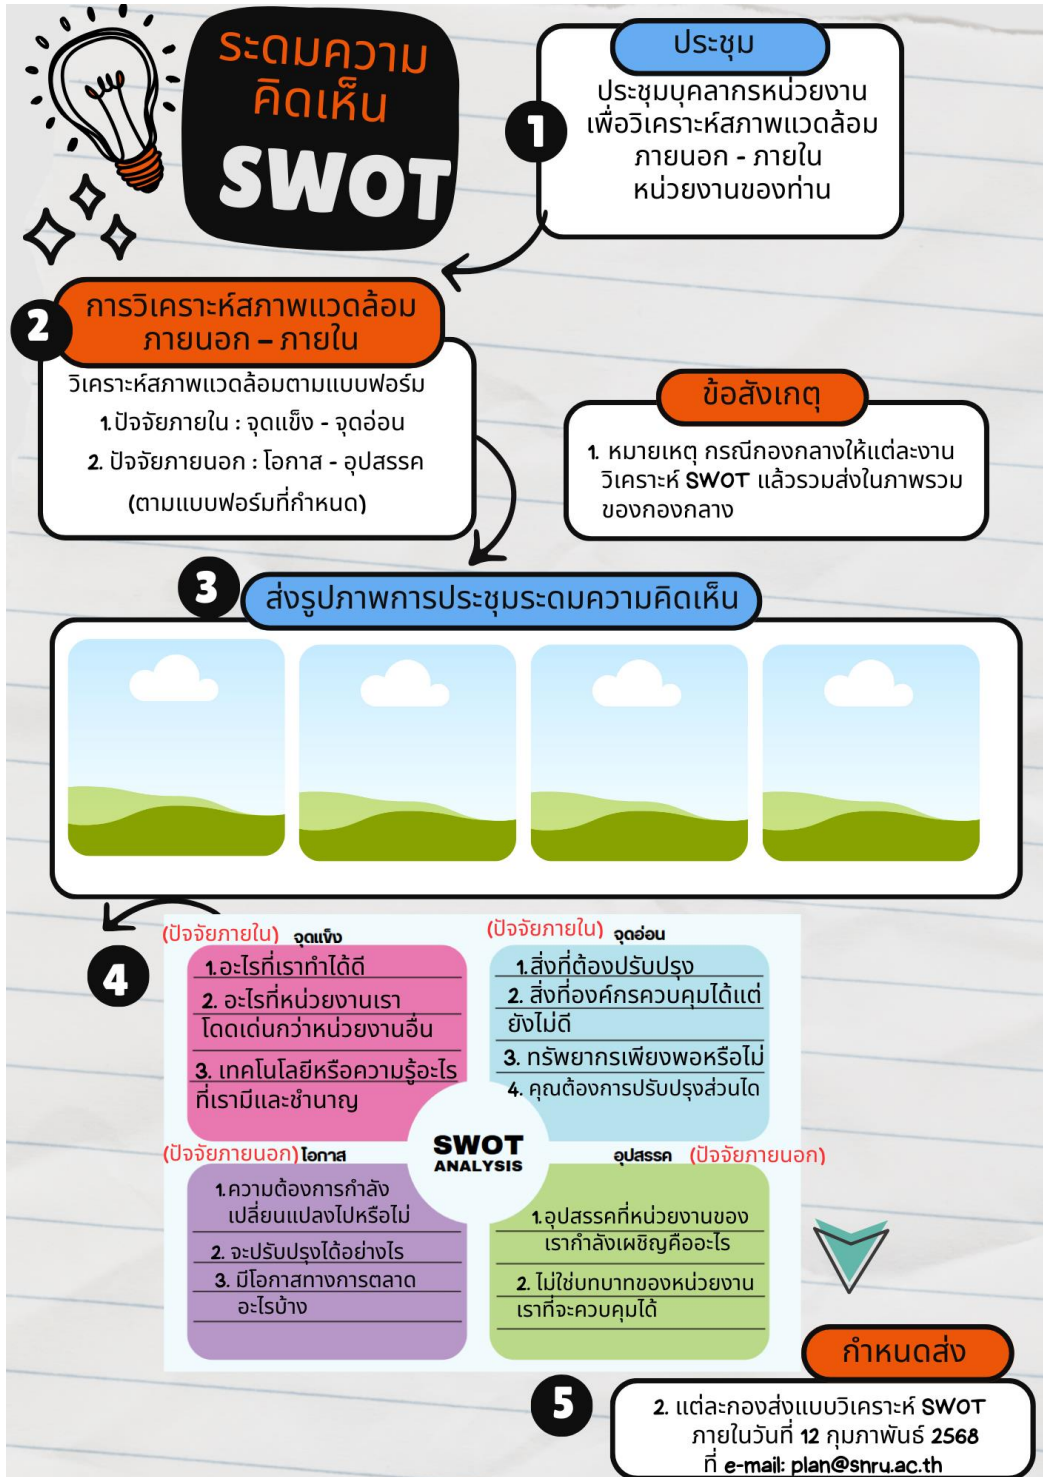 ระดมความ
คิดเห็น
SWOT
1
ประชุม
ประชุมบุคลากรหน่วยงาน
เพื่อวิเคราะห์สภาพแวดล้อม
ภายนอก - ภายใน
หน่วยงานของท่าน
2
การวิเคราะห์สภาพแวดล้อม
ภายนอก – ภายใน
วิเคราะห์สภาพแวดล้อมตามแบบฟอร์ม
1.ปัจจัยภายใน : จุดแข็ง - จุดอ่อน
2. ปัจจัยภายนอก : โอกาส - อุปสรรค
(ตามแบบฟอร์มที่กำหนด)
ข้อสังเกตุ
1. หมายเหตุ กรณีกองกลางให้แต่ละงาน
วิเคราะห์ SWOT แล้วรวมส่งในภาพรวม
ของกองกลาง
3
ส่งรูปภาพการประชุมระดมความคิดเห็น
4
(ปัจจัยภายใน) จุดแข็ง
1.อะไรที่เราทำได้ดี
2. อะไรที่หน่วยงานเรา
โดดเด่นกว่าหน่วยงานอื่น
3. เทคโนโลยีหรือความรู้อะไร
ที่เรามีและชำนาญ
(ปัจจัยภายใน) จุดอ่อน
1.สิ่งที่ต้องปรับปรุง
2. สิ่งที่องค์กรควบคุมได้แต่
ยังไม่ดี
3. ทรัพยากรเพียงพอหรือไม่
4. คุณต้องการปรับปรุงส่วนได
SWOT
ANALYSIS
(ปัจจัยภายนอก) โอกาส
1.ความต้องการกำลัง
เปลี่ยนแปลงไปหรือไม่
2. จะปรับปรุงได้อย่างไร
3. มีโอกาสทางการตลาด
อะไรบ้าง
อุปสรรค (ปัจจัยภายนอก)
1.อุปสรรคที่หน่วยงานของ
เรากำลังเผชิญคืออะไร
2. ไม่ใช่บทบาทของหน่วยงาน
เราที่จะควบคุมได้
กำหนดส่ง
5
2. แต่ละกองส่งแบบวิเคราะห์ SWOT
ภายในวันที่ 12 กุมภาพันธ์ 2568
ที่ e-mail: plan@snru.ac.th